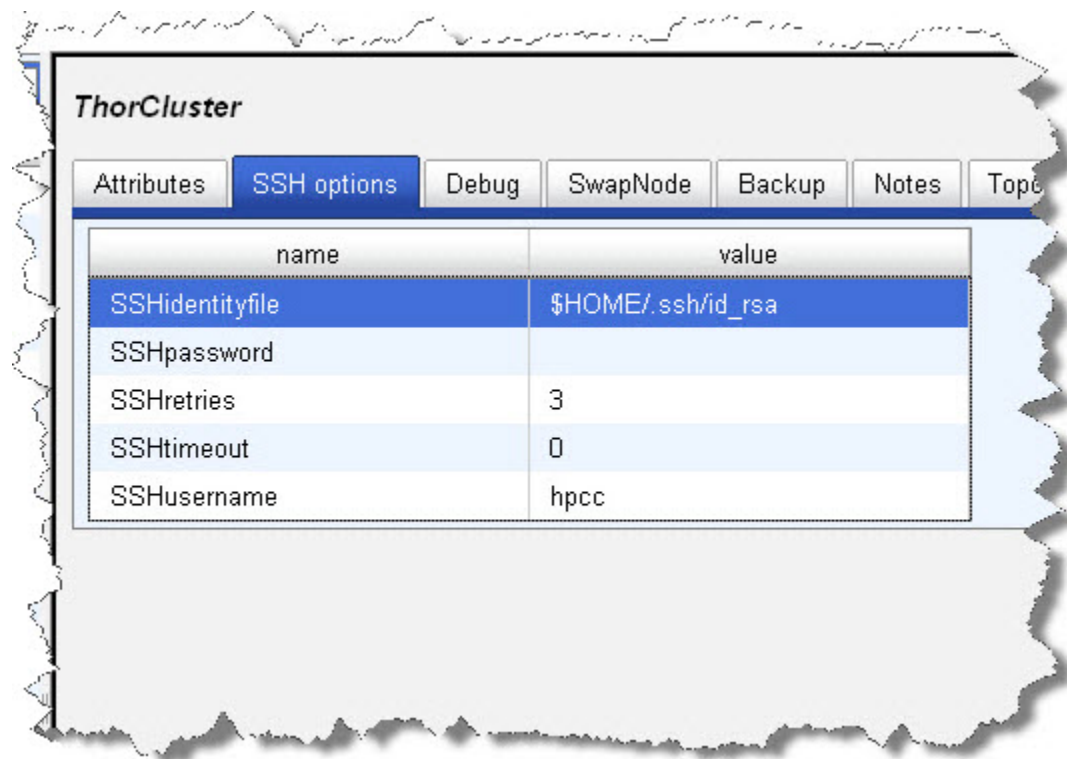 ThorCluster
Attributes SSH options Debug SwapNode Backup Notes
name value
SSHidentityfile $HOME/.ssh/id_rsa
SSHpassword
SSHretries 3
SSHtimeout 0
SSHusername hpcc